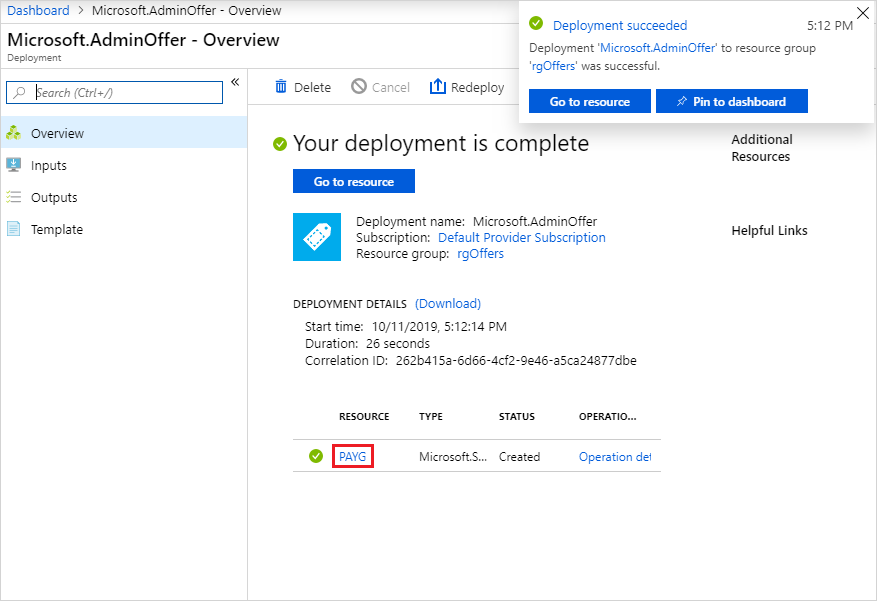 Dashboard > Microsoft.AdminOffer - Overview
Microsoft.AdminOffer - Overview
Deployment
Search (Ctrl+/)
«
Overview
Inputs
Outputs
Template
Delete
Cancel
Redeploy
Deployment succeeded 5:12 PM
Deployment 'Microsoft.AdminOffer' to resource group
'rgOffers' was successful.
Go to resource
Pin to dashboard
Your deployment is complete
Go to resource
Deployment name: Microsoft.AdminOffer
Subscription: Default Provider Subscription
Resource group: rgOffers
DEPLOYMENT DETAILS (Download)
Start time: 10/11/2019, 5:12:14 PM
Duration: 26 seconds
Correlation ID: 262b415a-6d66-4cf2-9e46-a5ca24877dbe
RESOURCE TYPE STATUS OPERATIO...
PAYG Microsoft.S... Created Operation det
Additional
Resources
Helpful Links